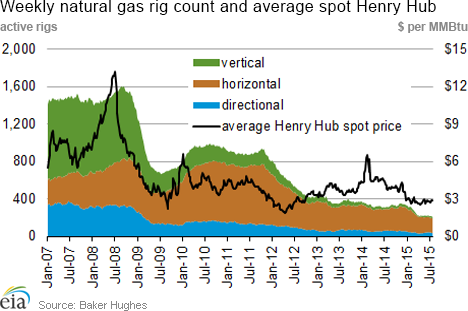 Weekly natural gas rig count and average spot Henry Hub
active rigs $ per MMBtu
2,000 $15
1,600 $12
1,200 $9
800 $6
400 $3
0 $0
vertical
horizontal
directional
average Henry Hub spot price
Jan-07 Jul-07 Jan-08 Jul-08 Jan-09 Jul-09 Jan-10 Jul-10 Jan-11 Jul-11 Jan-12 Jul-12 Jan-13 Jul-13 Jan-14 Jul-14 Jan-15 Jul-15
eia Source: Baker Hughes